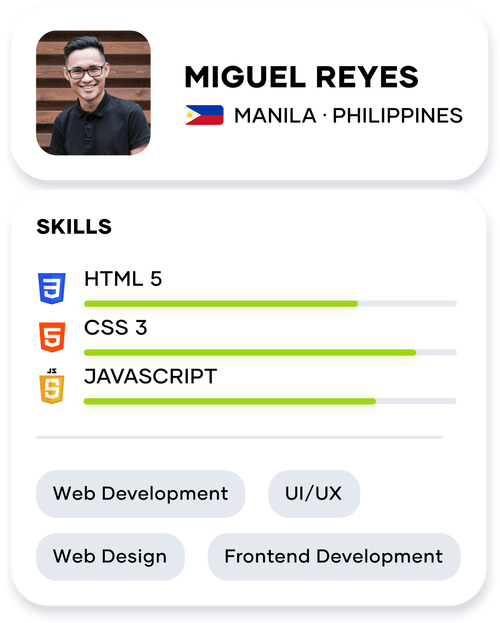 MIGUEL REYES
MANILA · PHILIPPINES
SKILLS
3
HTML 5
5
CSS 3
JS
5
JAVASCRIPT
Web Development
UI/UX
Web Design
Frontend Development